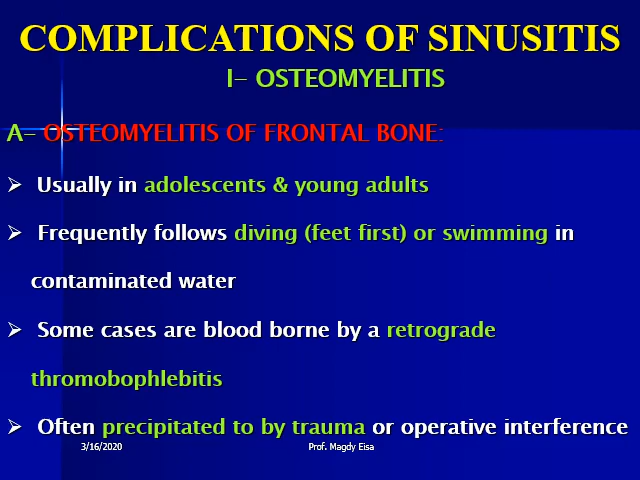 COMPLICATIONS OF SINUSITIS
I- OSTEOMYELITIS
A- OSTEOMYELITIS OF FRONTAL BONE:
➢ Usually in adolescents & young adults
➢ Frequently follows diving (feet first) or swimming in
contaminated water
➢ Some cases are blood borne by a retrograde
thromobophlebitis
➢ Often precipitated to by trauma or operative interference
3/16/2020 Prof. Magdy Eisa